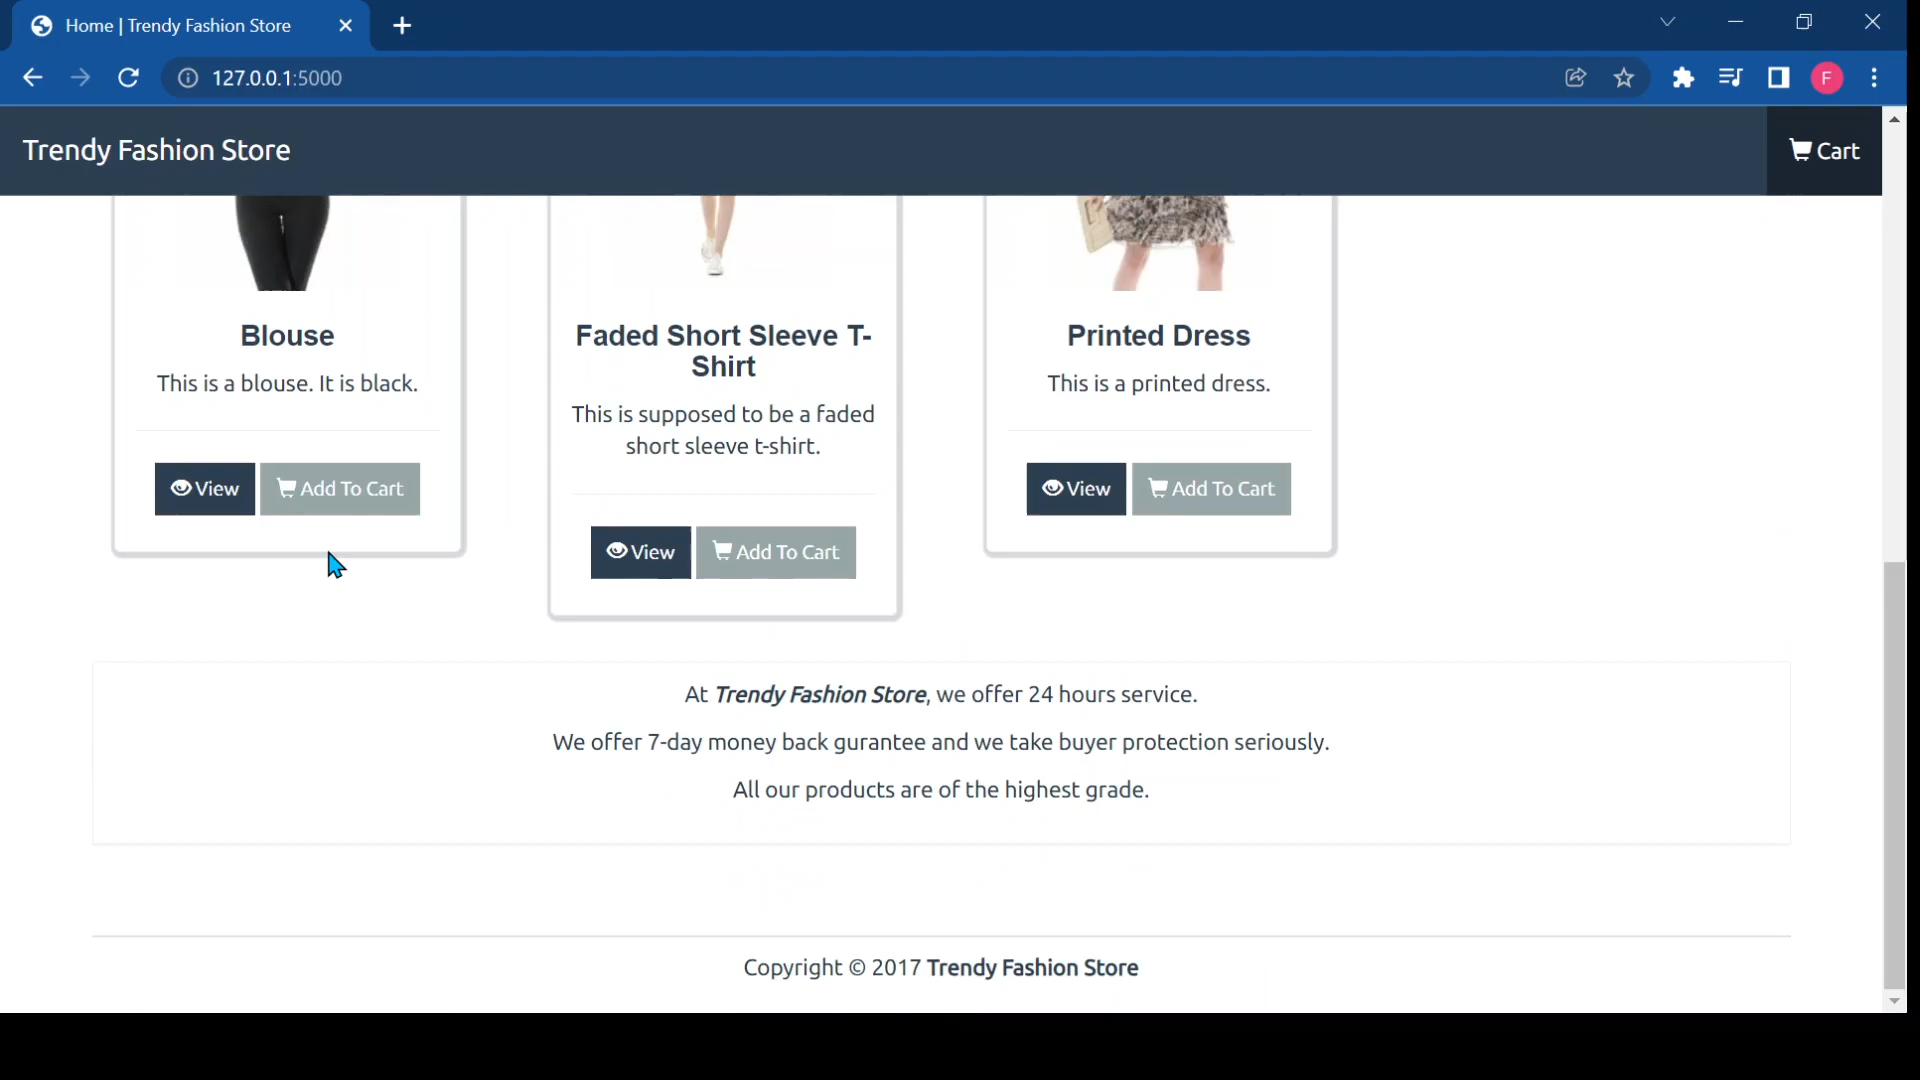 Home | Trendy Fashion Store
127.0.0.1:5000
F
Trendy Fashion Store
Cart
Blouse
This is a blouse. It is black.
View
Add To Cart
Faded Short Sleeve T-
Shirt
This is supposed to be a faded
short sleeve t-shirt.
View
Add To Cart
Printed Dress
This is a printed dress.
View
Add To Cart
At Trendy Fashion Store, we offer 24 hours service.
We offer 7-day money back gurantee and we take buyer protection seriously.
All our products are of the highest grade.
Copyright © 2017 Trendy Fashion Store